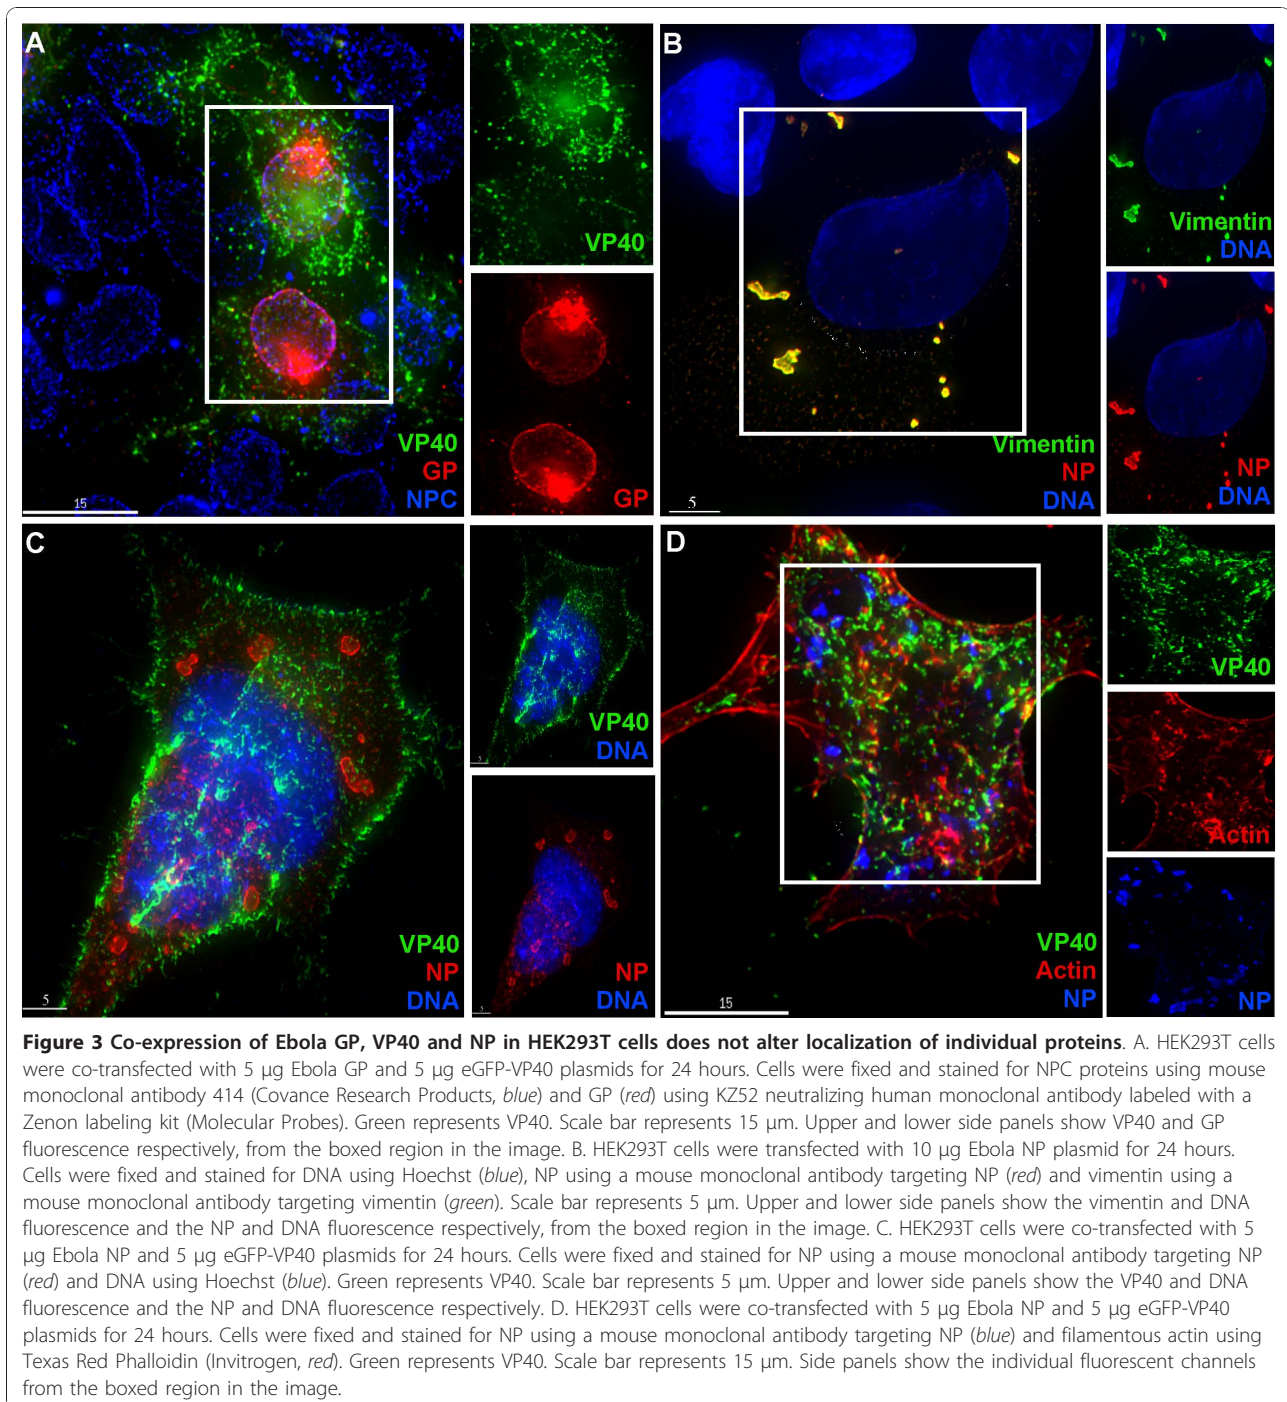 A
VP40
GP
NPC
15
VP40
GP
B
Vimentin
NP
DNA
5
Vimentin
DNA
NP
DNA
C
VP40
NP
DNA
5
VP40
DNA
5
NP
DNA
5
D
VP40
Actin
NP
15
VP40
Actin
NP
Figure 3 Co-expression of Ebola GP, VP40 and NP in HEK293T cells does not alter localization of individual proteins. A. HEK293T cells
were co-transfected with 5 μg Ebola GP and 5 μg eGFP-VP40 plasmids for 24 hours. Cells were fixed and stained for NPC proteins using mouse
monoclonal antibody 414 (Covance Research Products, blue) and GP (red) using KZ52 neutralizing human monoclonal antibody labeled with a
Zenon labeling kit (Molecular Probes). Green represents VP40. Scale bar represents 15 μm. Upper and lower side panels show VP40 and GP
fluorescence respectively, from the boxed region in the image. B. HEK293T cells were transfected with 10 μg Ebola NP plasmid for 24 hours.
Cells were fixed and stained for DNA using Hoechst (blue), NP using a mouse monoclonal antibody targeting NP (red) and vimentin using a
mouse monoclonal antibody targeting vimentin (green). Scale bar represents 5 μm. Upper and lower side panels show the vimentin and DNA
fluorescence and the NP and DNA fluorescence respectively, from the boxed region in the image. C. HEK293T cells were co-transfected with 5
μg Ebola NP and 5 μg eGFP-VP40 plasmids for 24 hours. Cells were fixed and stained for NP using a mouse monoclonal antibody targeting NP
(red) and DNA using Hoechst (blue). Green represents VP40. Scale bar represents 5 μm. Upper and lower side panels show the VP40 and DNA
fluorescence and the NP and DNA fluorescence respectively. D. HEK293T cells were co-transfected with 5 μg Ebola NP and 5 μg eGFP-VP40
plasmids for 24 hours. Cells were fixed and stained for NP using a mouse monoclonal antibody targeting NP (blue) and filamentous actin using
Texas Red Phalloidin (Invitrogen, red). Green represents VP40. Scale bar represents 15 μm. Side panels show the individual fluorescent channels
from the boxed region in the image.